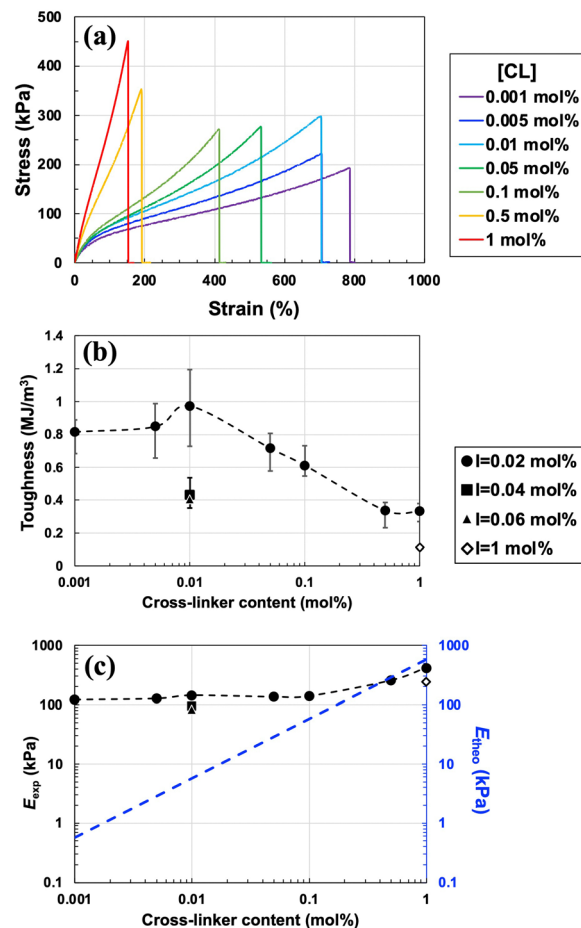 (a)
Stress (kPa)
500
400
300
200
100
0
0 200 400 600 800 1000
Strain (%)
[CL]
0.001 mol%
0.005 mol%
0.01 mol%
0.05 mol%
0.1 mol%
0.5 mol%
1 mol%
(b)
Toughness (MJ/m³)
1.4
1.2
1
0.8
0.6
0.4
0.2
0
0.001 0.01 0.1 1
Cross-linker content (mol%)
I=0.02 mol%
I=0.04 mol%
I=0.06 mol%
I=1 mol%
(c)
E_exp (kPa)
1000
100
10
1
0.1
0.001 0.01 0.1 1
Cross-linker content (mol%)
1000
100
10
1
0.1
E_theo (kPa)